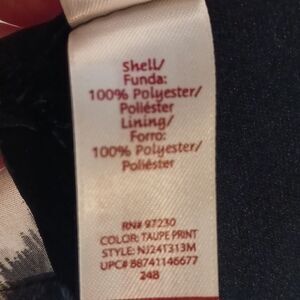 Shell/
Funda:
100% Polyester/
Poliéster
Lining/
Forro:
100% Polyester/
Poliéster
RN# 97230
COLOR: TAUPE PRINT
STYLE: NJ24T313M
UPC# 88741146677
24B